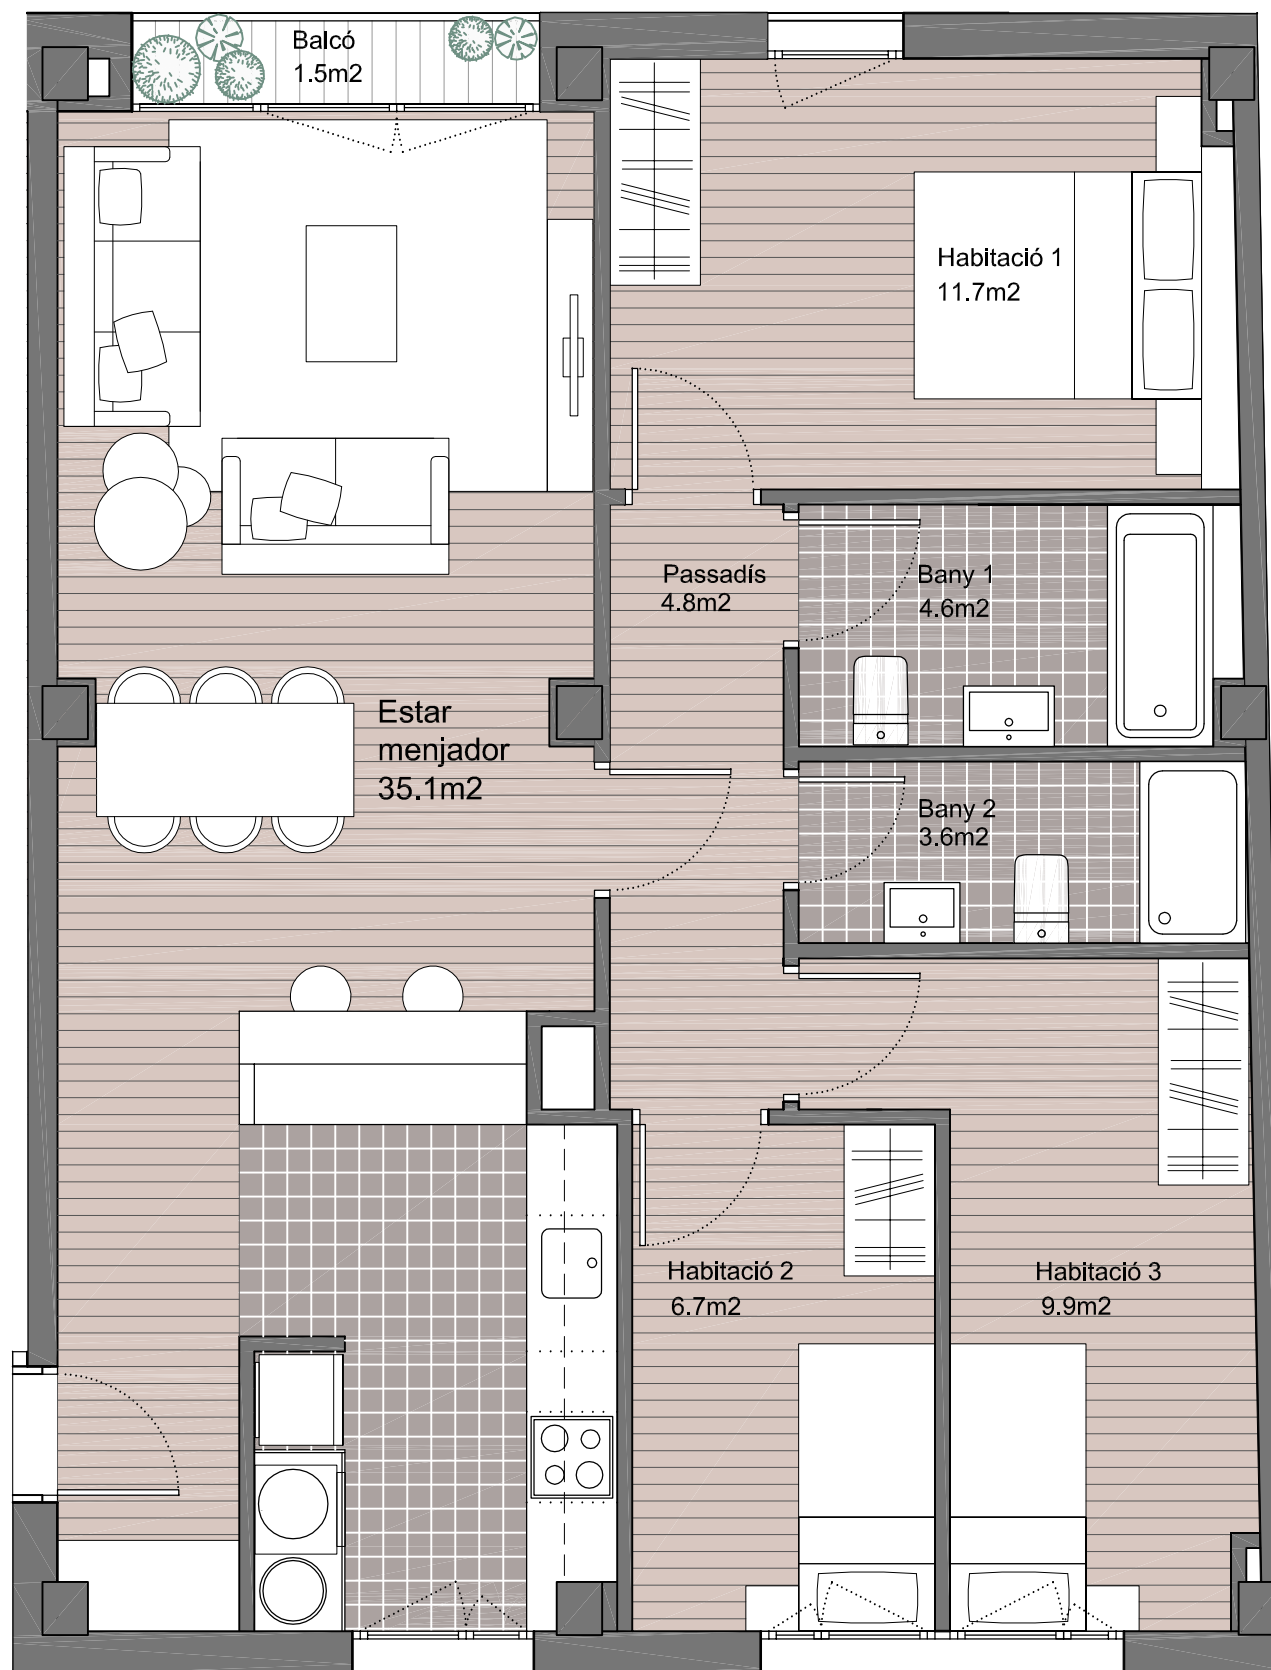 Balcó
1.5m2
Habitació 1
11.7m2
Passadís
4.8m2
Bany 1
4.6m2
Estar
menjador
35.1m2
Bany 2
3.6m2
Habitació 2
6.7m2
Habitació 3
9.9m2